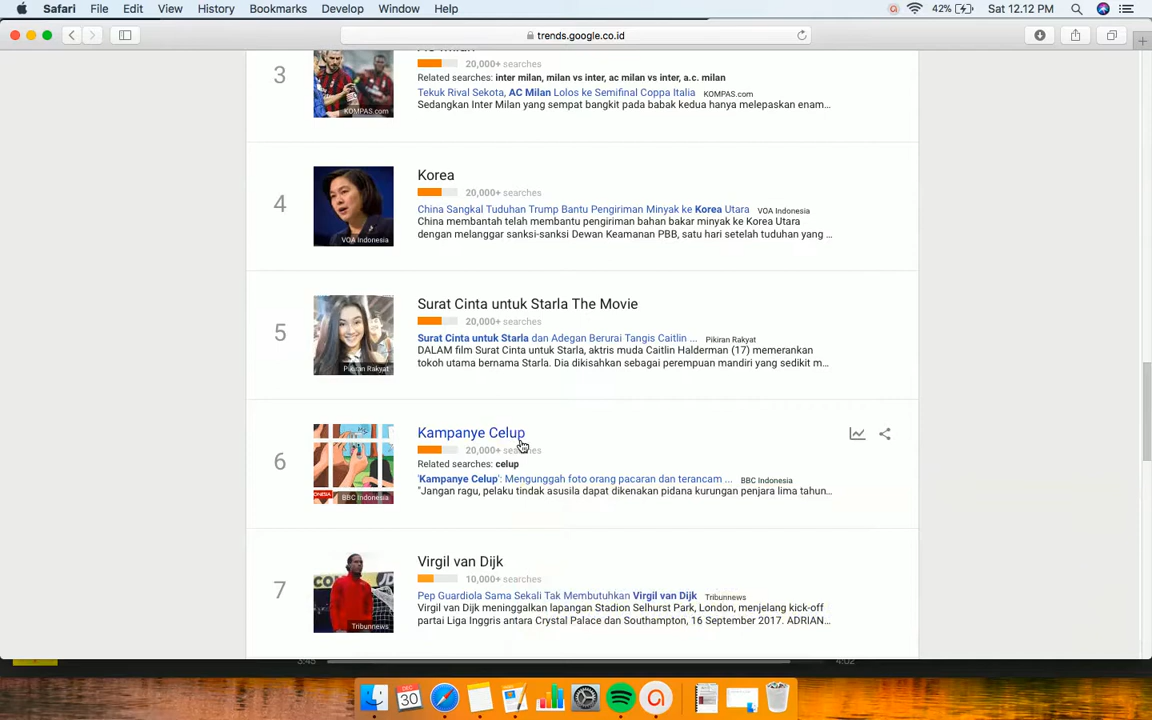 Safari File Edit View History Bookmarks Develop Window Help 42% Sat 12.12 PM
trends.google.co.id
3
20,000+ searches
Related searches: inter milan, milan vs inter, ac milan vs inter, a.c. milan
Tekuk Rival Sekota, AC Milan Lolos ke Semifinal Coppa Italia KOMPAS.com
Sedangkan Inter Milan yang sempat bangkit pada babak kedua hanya melepaskan enam...
KOMPAS.com
4
Korea
20,000+ searches
China Sangkal Tuduhan Trump Bantu Pengiriman Minyak ke Korea Utara VOA Indonesia
China membantah telah membantu pengiriman bahan bakar minyak ke Korea Utara
dengan melanggar sanksi-sanksi Dewan Keamanan PBB, satu hari setelah tuduhan yang ...
VOA Indonesia
5
Surat Cinta untuk Starla The Movie
20,000+ searches
Surat Cinta untuk Starla dan Adegan Berurai Tangis Caitlin ... Pikiran Rakyat
DALAM film Surat Cinta untuk Starla, aktris muda Caitlin Halderman (17) memerankan
tokoh utama bernama Starla. Dia dikisahkan sebagai perempuan mandiri yang sedikit m...
Pikiran Rakyat
6
Kampanye Celup
20,000+ searches
Related searches: celup
'Kampanye Celup': Mengunggah foto orang pacaran dan terancam ... BBC Indonesia
"Jangan ragu, pelaku tindak asusila dapat dikenakan pidana kurungan penjara lima tahun...
BBC Indonesia
7
Virgil van Dijk
10,000+ searches
Pep Guardiola Sama Sekali Tak Membutuhkan Virgil van Dijk Tribunnews
Virgil van Dijk meninggalkan lapangan Stadion Selhurst Park, London, menjelang kick-off
partai Liga Inggris antara Crystal Palace dan Southampton, 16 September 2017. ADRIAN...
Tribunnews
3:45 4:02
DEC
30